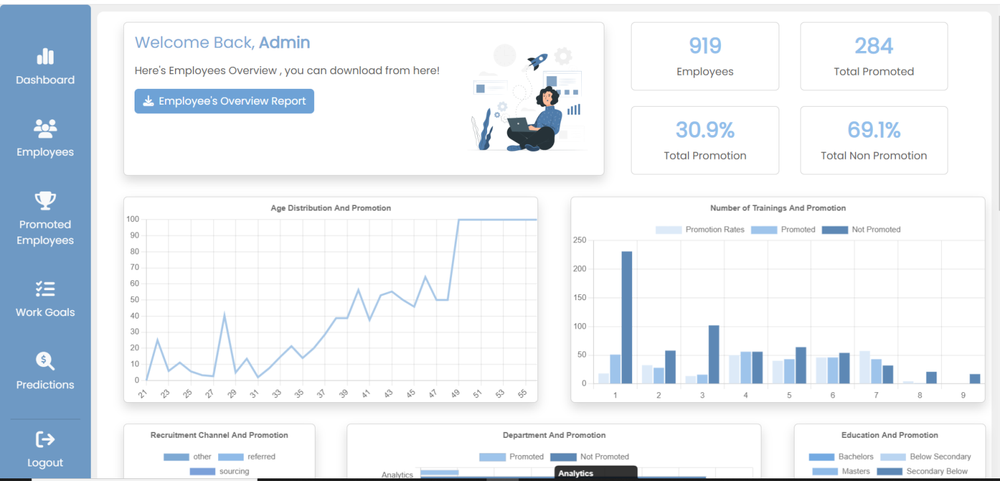 Dashboard
Employees
Promoted
Employees
Work Goals
Predictions
Logout
Welcome Back, Admin
Here's Employees Overview , you can download from here!
Employee's Overview Report
919
Employees
284
Total Promoted
30.9%
Total Promotion
69.1%
Total Non Promotion
Age Distribution And Promotion
100
90
80
70
60
50
40
30
20
10
0
21 23 25 27 29 31 33 35 37 39 41 43 45 47 49 51 53 55
Number of Trainings And Promotion
Promotion Rates Promoted Not Promoted
250
200
150
100
50
0
1 2 3 4 5 6 7 8 9
Recruitment Channel And Promotion
other referred
sourcing
Department And Promotion
Promoted Not Promoted
Analytics
Analytics
Education And Promotion
Bachelors Below Secondary
Masters Secondary Below